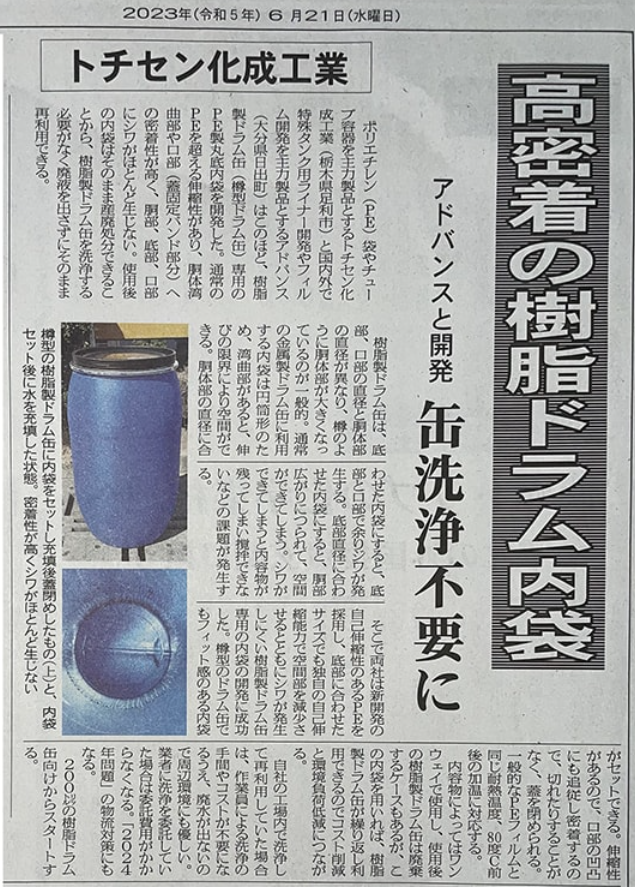 2023年(令和5年) 6月21日(水曜日)
トチセン化成工業
高密着の樹脂ドラム内袋
アドバンスと開発
缶洗浄不要に
ポリエチレン(PE)袋やチュー
ブ容器を主力製品とするトチセン化
成工業(栃木県足利市)と国内外で
特殊タンク用ライナー開発やフィル
ム開発を主力製品とするアドバンス
(大分県日出町)はこのほど、樹脂
製ドラム缶(樽型ドラム缶)専用の
PE製丸底内袋を開発した。通常の
PEを超える伸縮性があり、胴体湾
曲部や口部(蓋固定バンド部分)へ
の密着性が高く、胴部、底部、口部
にシワがほとんど生じない。使用後
の内袋はそのまま産廃処分できるこ
とから、樹脂製ドラム缶を洗浄する
必要がなく廃液を出さずにそのまま
再利用できる。
樹脂製ドラム缶は、底
部、口部の直径と胴体部
の直径が異なり、樽のよ
うに胴体部が大きくなっ
ているのが一般的。通常
の金属製ドラム缶に利用
する内袋は円筒形のた
め、湾曲部があると、伸
びの限界により空間がで
きる。胴体部の直径に合
わせた内袋にすると、底
部と口部で余りジワが発
生する。底部直径に合わ
せた内袋にすると、胴部
広がりにつられて、空間
ができてしまう。シワが
できてしまうと内容物が
残ってしまい撹拌できな
いなどの課題が発生す
る。
そこで両社は新開発の
自己伸縮性のあるPEを
採用し、底部に合わせた
サイズでも独自の自己伸
縮能力で空間部を減少さ
せるとともにシワが発生
しにくい樹脂製ドラム缶
専用の内袋の開発に成功
した。樽型のドラム缶で
もフィット感のある内袋
がセットできる。伸縮性
があるので、口部の凹凸
にも追従し密着するの
で、切れたりすることが
なく、蓋を閉められる。
一般的なPEフィルムと
同じ耐熱温度、80度C前
後の加温に対応する。
内容物によってはワン
ウェイで使用し、使用後
の樹脂製ドラム缶は廃棄
するケースもあるが、こ
の内袋を用いれば、樹脂
製ドラム缶が繰り返し利
用できるのでコスト削減
と環境負荷低減につなが
る。
自社の工場内で洗浄し
て再利用していた場合
は、作業員による洗浄の
手間やコストが不要にな
るうえ、廃水が出ないの
で周辺環境にも優しい。
業者に洗浄を委託してい
た場合は委託費用がかか
らなくなる。「2024
年問題」の物流対策にも
なる。
200㍑の樹脂ドラム
缶向けからスタートす
る。
樽型の樹脂製ドラム缶に内袋をセットし充填後蓋閉めしたもの(上)と、内袋
セット後に水を充填した状態。密着性が高くシワがほとんど生じない